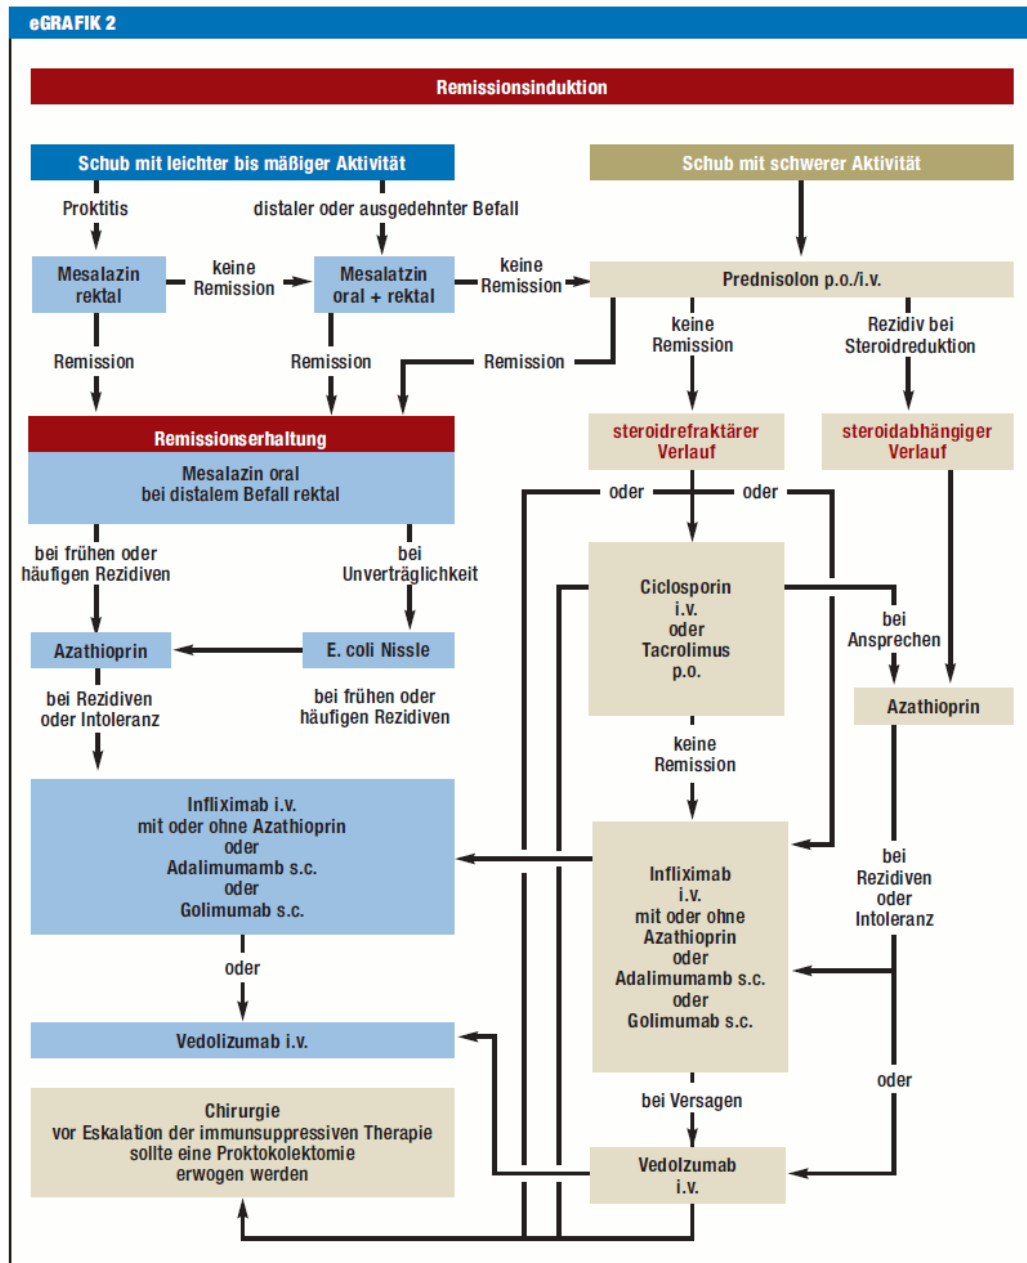 eGRAFIK 2
Remissionsinduktion
Schub mit leichter bis mäßiger Aktivität
Schub mit schwerer Aktivität
Proktitis
distaler oder ausgedehnter Befall
Mesalazin
rektal
keine
Remission
Mesalatzin
oral + rektal
keine
Remission
Prednisolon p.o./i.v.
Remission
Remission
Remission
keine
Remission
Rezidiv bei
Steroidreduktion
Remissionserhaltung
Mesalazin oral
bei distalem Befall rektal
steroidrefraktärer
Verlauf
steroidabhängiger
Verlauf
oder
oder
bei frühen oder
häufigen Rezidiven
bei
Unverträglichkeit
Ciclosporin
i.v.
oder
Tacrolimus
p.o.
bei
Ansprechen
Azathioprin
E. coli Nissle
Azathioprin
bei Rezidiven
oder Intoleranz
bei frühen oder
häufigen Rezidiven
keine
Remission
Infliximab i.v.
mit oder ohne Azathioprin
oder
Adalimumamb s.c.
oder
Golimumab s.c.
Infliximab
i.v.
mit oder ohne
Azathioprin
oder
Adalimumamb s.c.
oder
Golimumab s.c.
bei
Rezidiven
oder
Intoleranz
oder
Vedolizumab i.v.
bei Versagen
oder
Chirurgie
vor Eskalation der immunsuppressiven Therapie
sollte eine Proktokolektomie
erwogen werden
Vedolzumab
i.v.